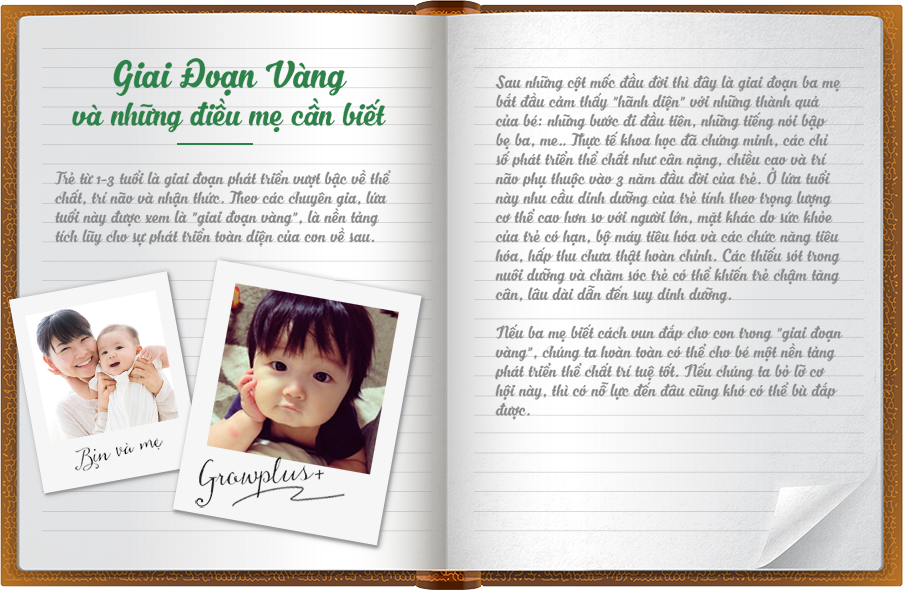 Giai Đoạn Vàng
và những điều mẹ cần biết
Trẻ từ 1-3 tuổi là giai đoạn phát triển vượt bậc về thể
chất, trí não và nhận thức. Theo các chuyên gia, lứa
tuổi này được xem là "giai đoạn vàng", là nền tảng
tích lũy cho sự phát triển toàn diện của con về sau.
Bịn và mẹ
Growplus+
Sau những cột mốc đầu đời thì đây là giai đoạn ba mẹ
bắt đầu cảm thấy "hãnh diện" với những thành quả
của bé: những bước đi đầu tiên, những tiếng nói bập
bẹ ba, me.. Thực tế khoa học đã chứng minh, các chỉ
số phát triển thể chất như cân nặng, chiều cao và trí
não phụ thuộc vào 3 năm đầu đời của trẻ. Ở lứa tuổi
này nhu cầu dinh dưỡng của trẻ tính theo trọng lượng
cơ thể cao hơn so với người lớn, mặt khác do sức khỏe
của trẻ có hạn, bộ máy tiêu hóa và các chức năng tiêu
hóa, hấp thu chưa thật hoàn chỉnh. Các thiếu sót trong
nuôi dưỡng và chăm sóc trẻ có thể khiến trẻ chậm tăng
cân, lâu dài dẫn đến suy dinh dưỡng.
Nếu ba mẹ biết cách vun đắp cho con trong "giai đoạn
vàng", chúng ta hoàn toàn có thể cho bé một nền tảng
phát triển thể chất trí tuệ tốt. Nếu chúng ta bỏ lỡ cơ
hội này, thì có nỗ lực đến đâu cũng khó có thể bù đắp
được.